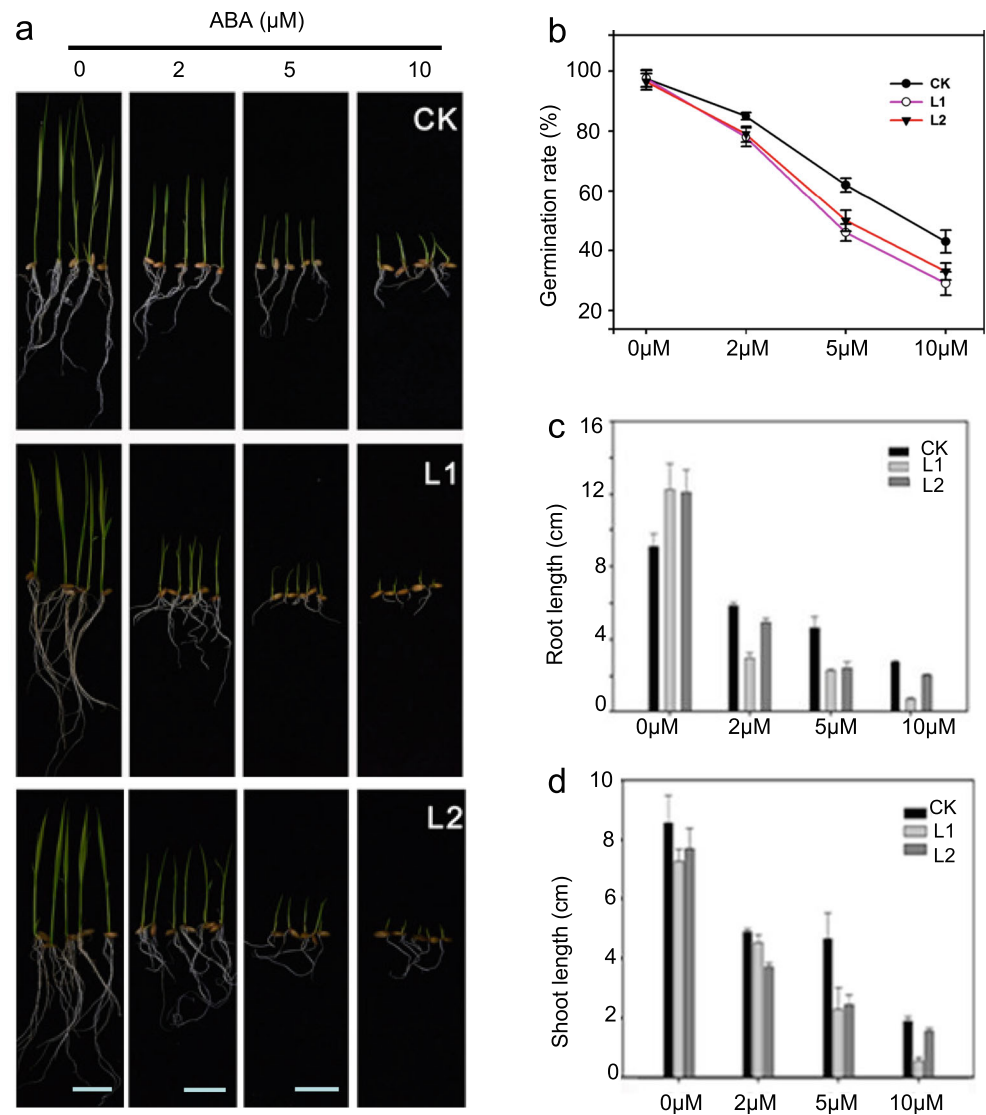 a
ABA (µM)
0 2 5 10
CK
L1
L2
b
Germination rate (%)
100
80
60
40
20
CK
L1
L2
0µM 2µM 5µM 10µM
c
Root length (cm)
16
12
8
4
0
CK
L1
L2
0µM 2µM 5µM 10µM
d
Shoot length (cm)
10
8
6
4
2
0
CK
L1
L2
0µM 2µM 5µM 10µM